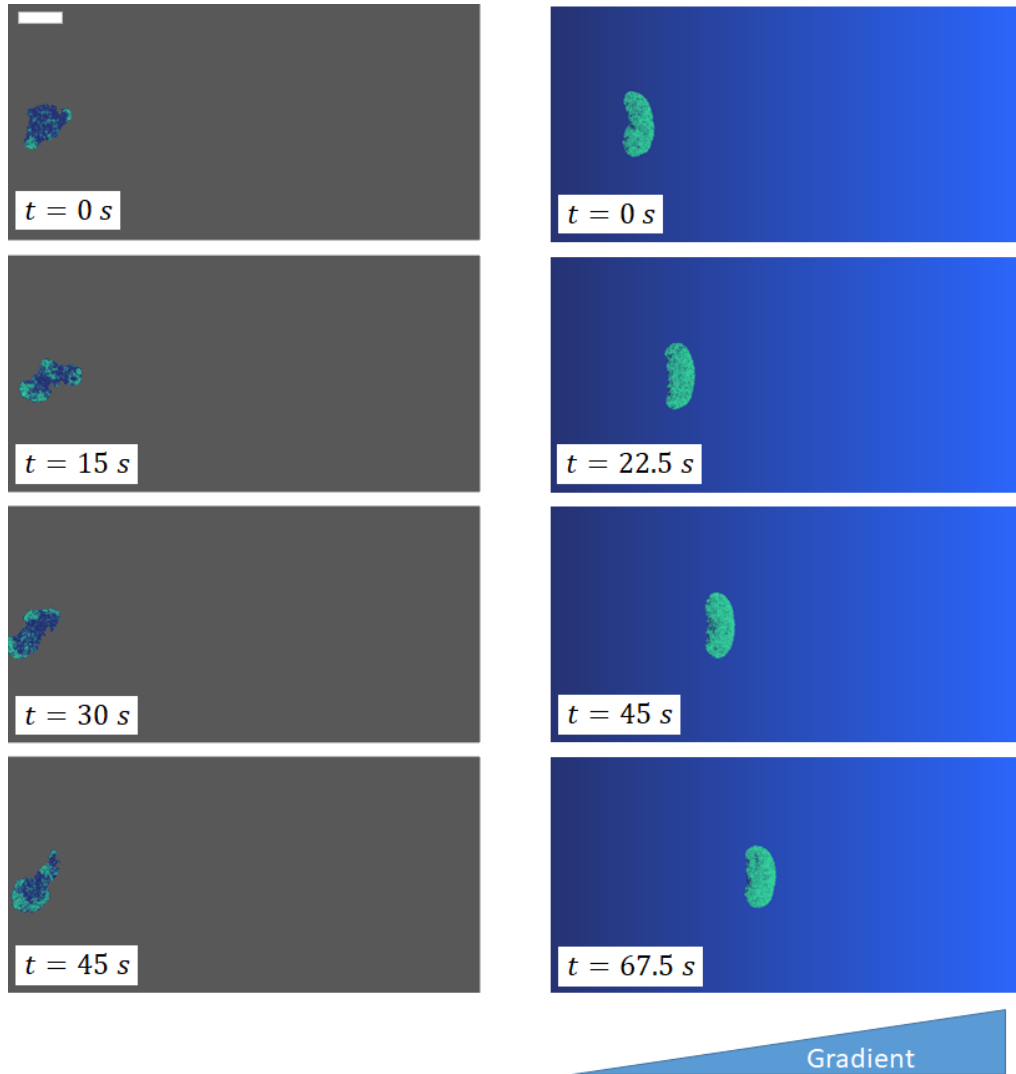 t = 0 s
t = 0 s
t = 15 s
t = 22.5 s
t = 30 s
t = 45 s
t = 45 s
t = 67.5 s
Gradient